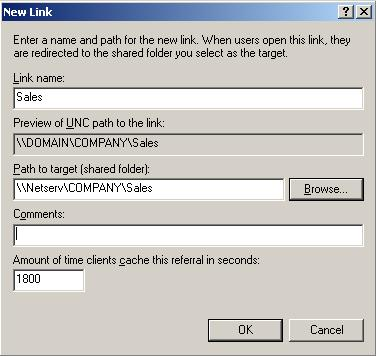 New Link
Enter a name and path for the new link. When users open this link, they
are redirected to the shared folder you select as the target.
Link name:
Sales
Preview of UNC path to the link:
\\DOMAIN\COMPANY\Sales
Path to target (shared folder):
\\Netserv\COMPANY\Sales
Browse...
Comments:
Amount of time clients cache this referral in seconds:
1800
OK
Cancel